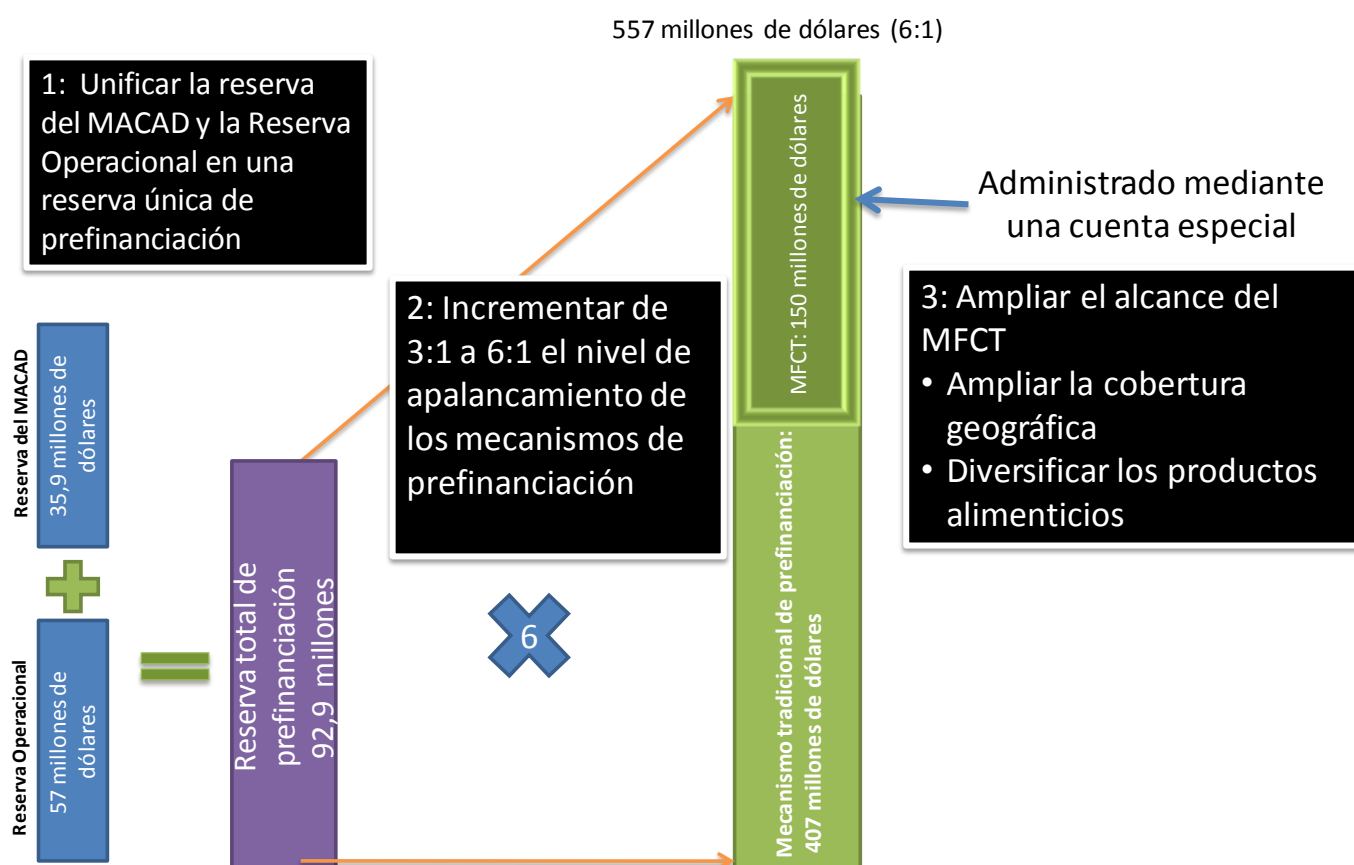 557 millones de dólares (6:1)
1: Unificar la reserva
del MACAD y la Reserva
Operacional en una
reserva única de
prefinanciación
2: Incrementar de
3:1 a 6:1 el nivel de
apalancamiento de
los mecanismos de
prefinanciación
MFCT: 150 millones de dólares
Administrado mediante
una cuenta especial
3: Ampliar el alcance del
MFCT
• Ampliar la cobertura
geográfica
• Diversificar los productos
alimenticios
Reserva del MACAD
35,9 millones de
dólares
Reserva Operacional
57 millones de
dólares
Reserva total de
prefinanciación
92,9 millones
6
Mecanismo tradicional de prefinanciación:
407 millones de dólares